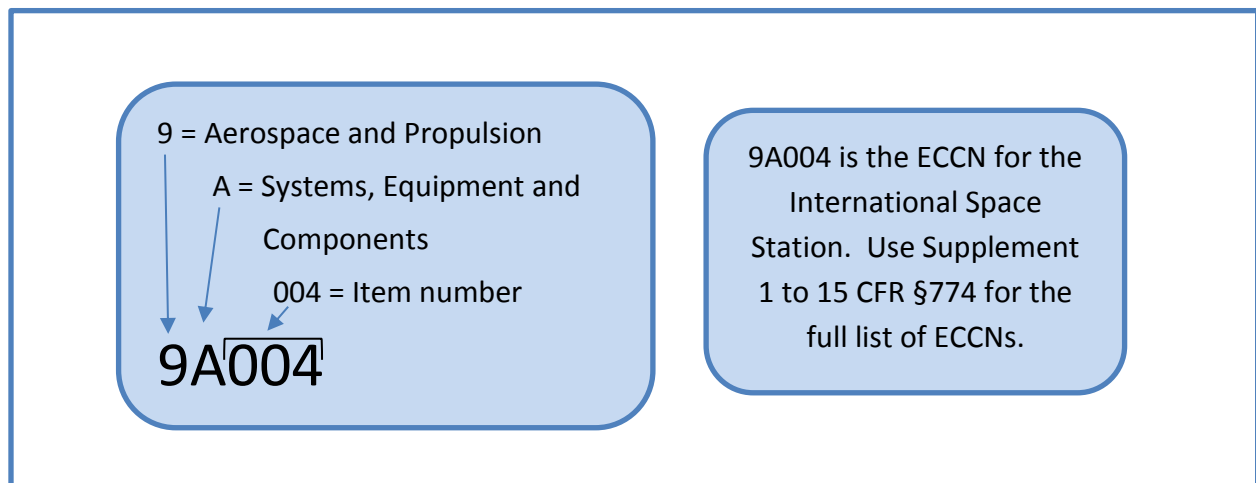 9 = Aerospace and Propulsion
A = Systems, Equipment and
Components
004 = Item number
9A004
9A004 is the ECCN for the
International Space
Station. Use Supplement
1 to 15 CFR §774 for the
full list of ECCNs.